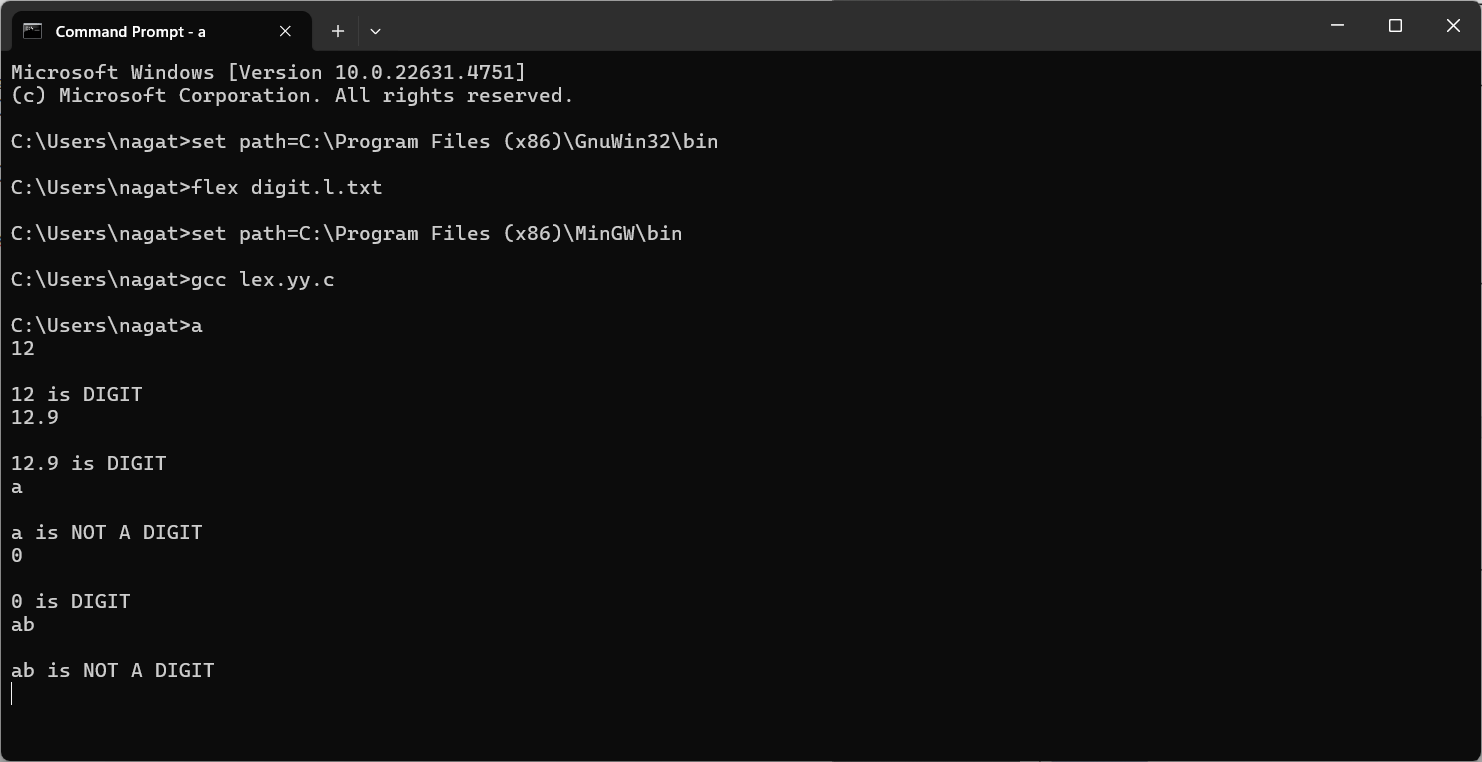 Command Prompt - a
Microsoft Windows [Version 10.0.22631.4751]
(c) Microsoft Corporation. All rights reserved.
C:\Users\nagat>set path=C:\Program Files (x86)\GnuWin32\bin
C:\Users\nagat>flex digit.l.txt
C:\Users\nagat>set path=C:\Program Files (x86)\MinGW\bin
C:\Users\nagat>gcc lex.yy.c
C:\Users\nagat>a
12
12 is DIGIT
12.9
12.9 is DIGIT
a
a is NOT A DIGIT
0
0 is DIGIT
ab
ab is NOT A DIGIT